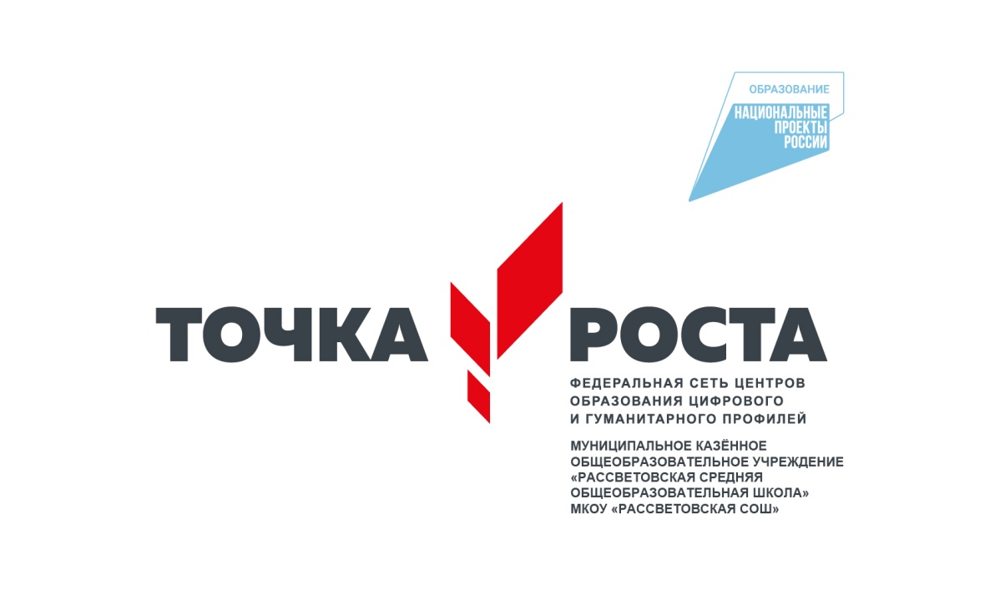 ОБРАЗОВАНИЕ
НАЦИОНАЛЬНЫЕ
ПРОЕКТЫ
РОССИИ
ТОЧКА РОСТА
ФЕДЕРАЛЬНАЯ СЕТЬ ЦЕНТРОВ
ОБРАЗОВАНИЯ ЦИФРОВОГО
И ГУМАНИТАРНОГО ПРОФИЛЕЙ
МУНИЦИПАЛЬНОЕ КАЗЁННОЕ
ОБЩЕОБРАЗОВАТЕЛЬНОЕ УЧРЕЖДЕНИЕ
«РАССВЕТОВСКАЯ СРЕДНЯЯ
ОБЩЕОБРАЗОВАТЕЛЬНАЯ ШКОЛА»
МКОУ «РАССВЕТОВСКАЯ СОШ»